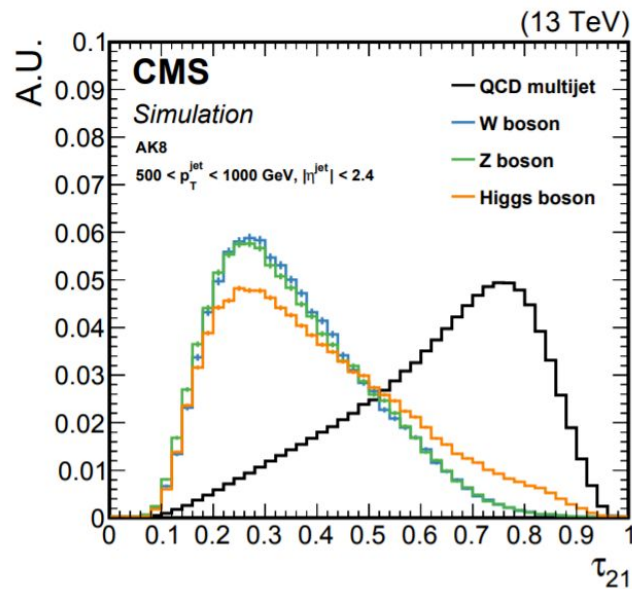 (13 TeV)
A.U.
CMS
Simulation
AK8
500 < p_T^jet < 1000 GeV, |η^jet| < 2.4
QCD multijet
W boson
Z boson
Higgs boson
0.1
0.09
0.08
0.07
0.06
0.05
0.04
0.03
0.02
0.01
0
0 0.1 0.2 0.3 0.4 0.5 0.6 0.7 0.8 0.9 1
τ₂₁